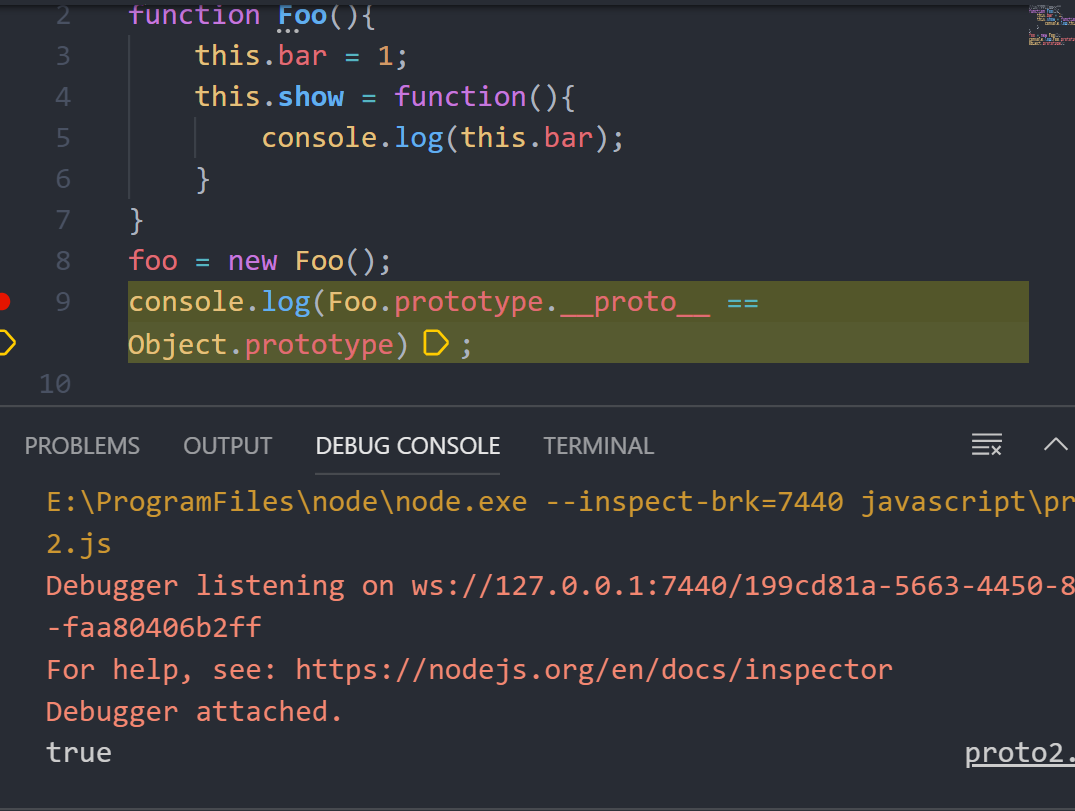 2 function Foo(){
3 this.bar = 1;
4 this.show = function(){
5 console.log(this.bar);
6 }
7 }
8 foo = new Foo();
9 console.log(Foo.prototype.__proto__ ==
Object.prototype) ;
10
PROBLEMS OUTPUT DEBUG CONSOLE TERMINAL
E:\ProgramFiles\node\node.exe --inspect-brk=7440 javascript\pr
2.js
Debugger listening on ws://127.0.0.1:7440/199cd81a-5663-4450-8
-faa80406b2ff
For help, see: https://nodejs.org/en/docs/inspector
Debugger attached.
true proto2.